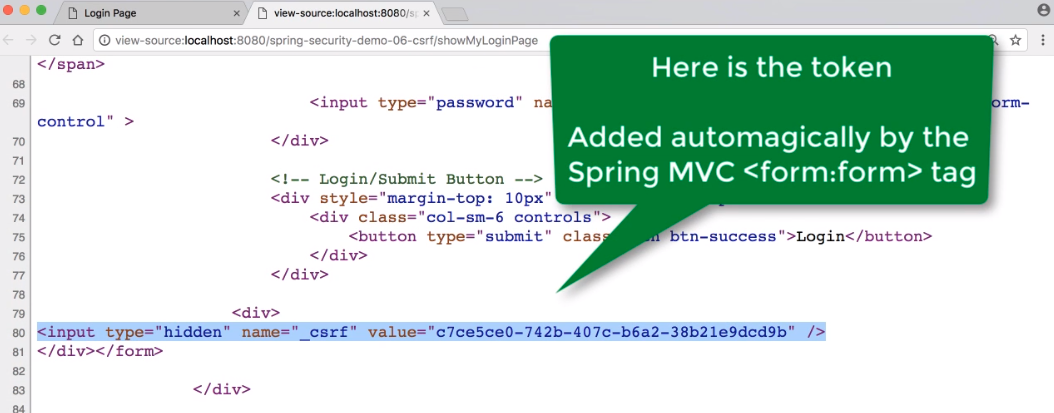 Login Page
view-source:localhost:8080/sp
view-source:localhost:8080/spring-security-demo-06-csrf/showMyLoginPage
Here is the token
Added automagically by the
Spring MVC <form:form> tag
</span>
68
69 <input type="password" na form-
control" >
70 </div>
71
72 <!-- Login/Submit Button -->
73 <div style="margin-top: 10px"
74 <div class="col-sm-6 controls">
75 <button type="submit" class btn-success">Login</button>
76 </div>
77 </div>
78
79 <div>
80 <input type="hidden" name="_csrf" value="c7ce5ce0-742b-407c-b6a2-38b21e9dcd9b" />
81 </div></form>
82
83 </div>
84